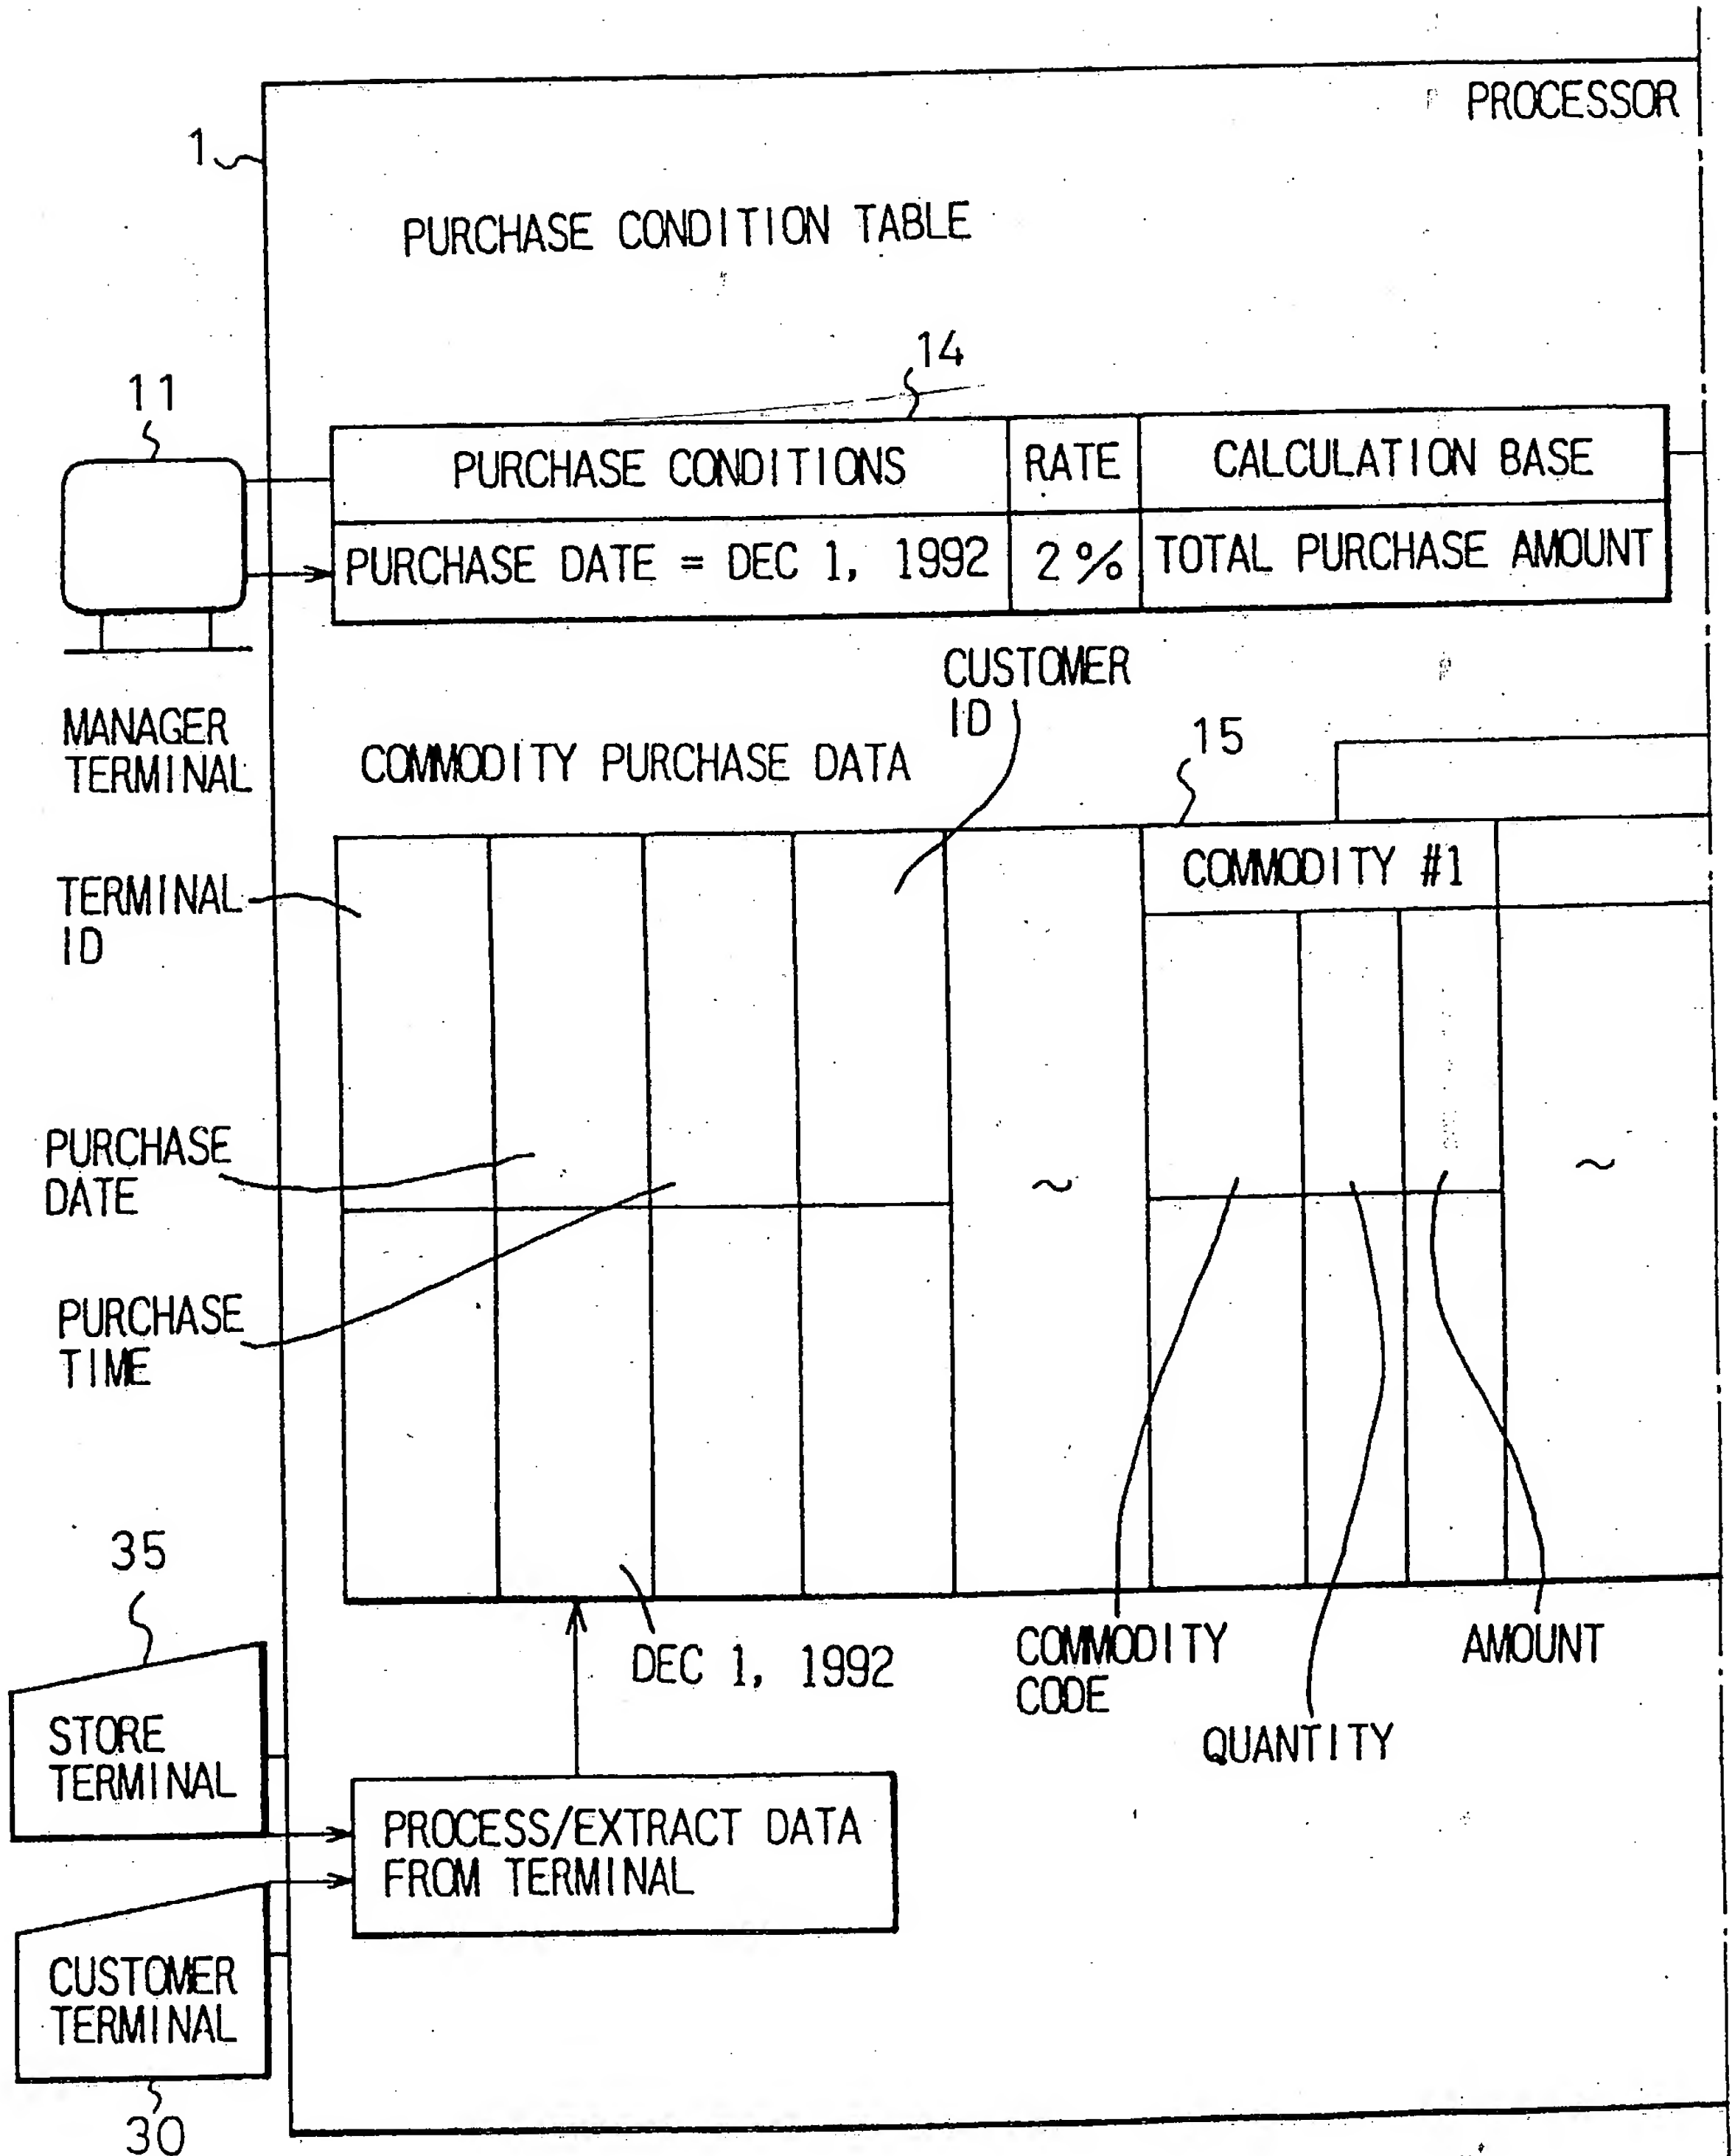 PROCESSOR
1
PURCHASE CONDITION TABLE
14
11
PURCHASE CONDITIONS RATE CALCULATION BASE
PURCHASE DATE = DEC 1, 1992 2% TOTAL PURCHASE AMOUNT
MANAGER
TERMINAL
CUSTOMER
ID
COMMODITY PURCHASE DATA
15
COMMODITY #1
TERMINAL
ID
PURCHASE
DATE
~
~
PURCHASE
TIME
35
DEC 1, 1992
COMMODITY
CODE
AMOUNT
QUANTITY
STORE
TERMINAL
PROCESS/EXTRACT DATA
FROM TERMINAL
CUSTOMER
TERMINAL
30